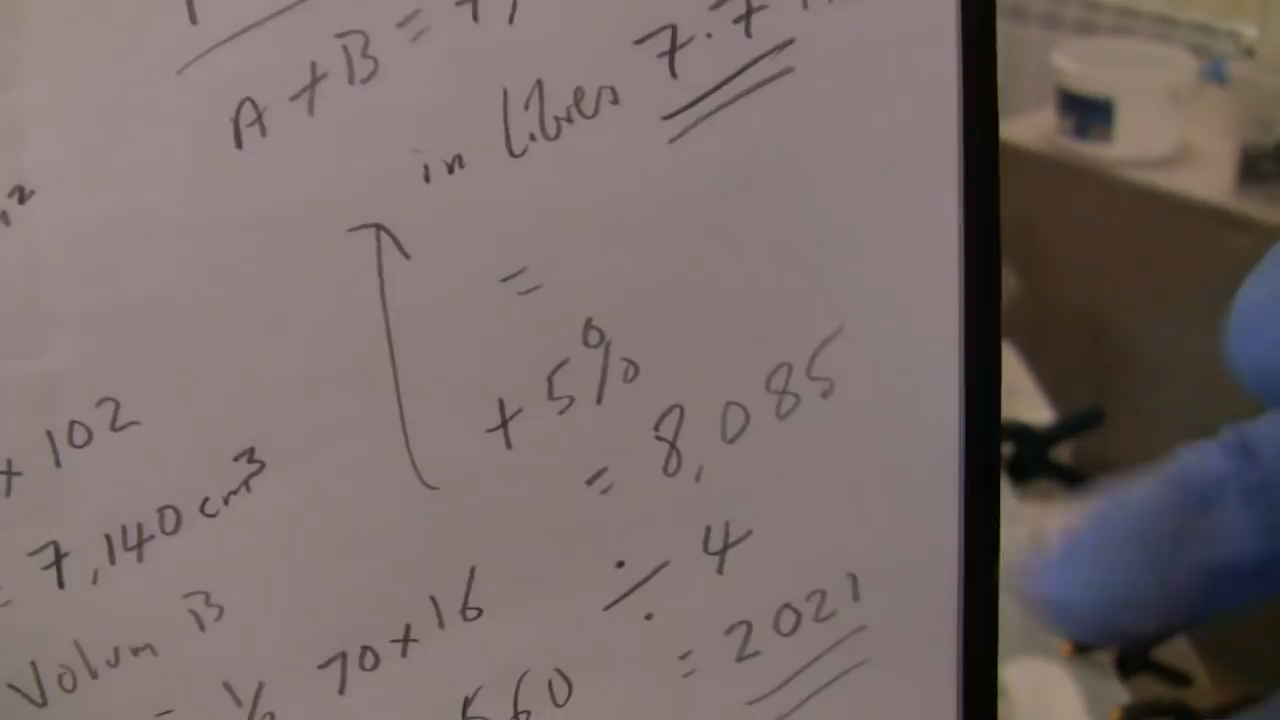 A + B =
in litres 7.7
=
+ 5%
= 8,085
÷ 4
= 2021
x 102
= 7,140 cm³
Volum B
= ½ 70 x 16
560